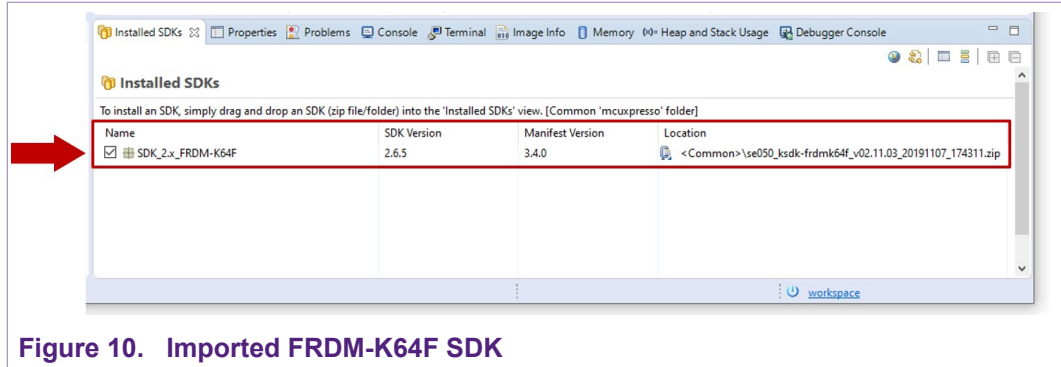 Installed SDKs Properties Problems Console Terminal Image Info Memory Heap and Stack Usage Debugger Console
Installed SDKs
To install an SDK, simply drag and drop an SDK (zip file/folder) into the 'Installed SDKs' view. [Common 'mcuxpresso' folder]
Name SDK Version Manifest Version Location
SDK_2.x_FRDM-K64F 2.6.5 3.4.0 <Common>\se050_ksdk-frdmk64f_v02.11.03_20191107_174311.zip
workspace
Figure 10. Imported FRDM-K64F SDK